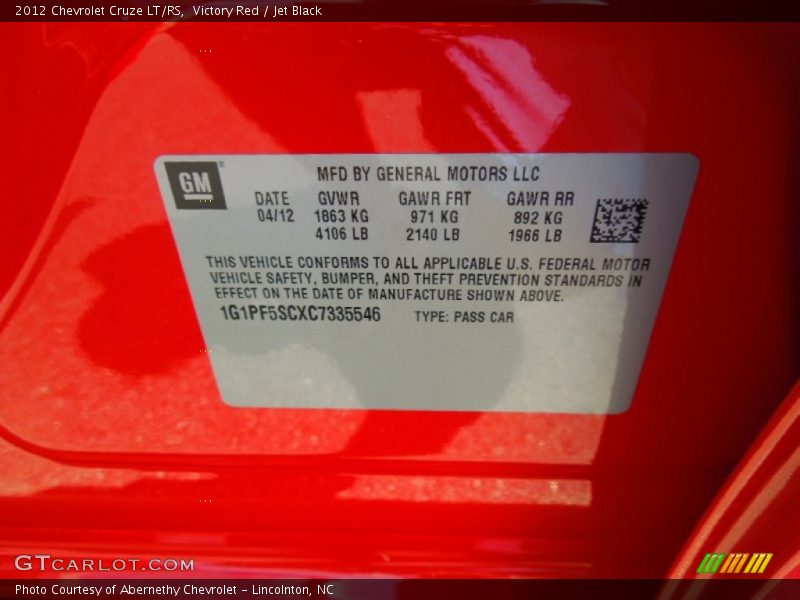 2012 Chevrolet Cruze LT/RS, Victory Red / Jet Black
GM
MFD BY GENERAL MOTORS LLC
DATE GVWR GAWR FRT GAWR RR
04/12 1863 KG 971 KG 892 KG
4106 LB 2140 LB 1966 LB
THIS VEHICLE CONFORMS TO ALL APPLICABLE U.S. FEDERAL MOTOR
VEHICLE SAFETY, BUMPER, AND THEFT PREVENTION STANDARDS IN
EFFECT ON THE DATE OF MANUFACTURE SHOWN ABOVE.
1G1PF5SCXC7335546 TYPE: PASS CAR
GTCARLOT.COM
Photo Courtesy of Abernethy Chevrolet - Lincolnton, NC